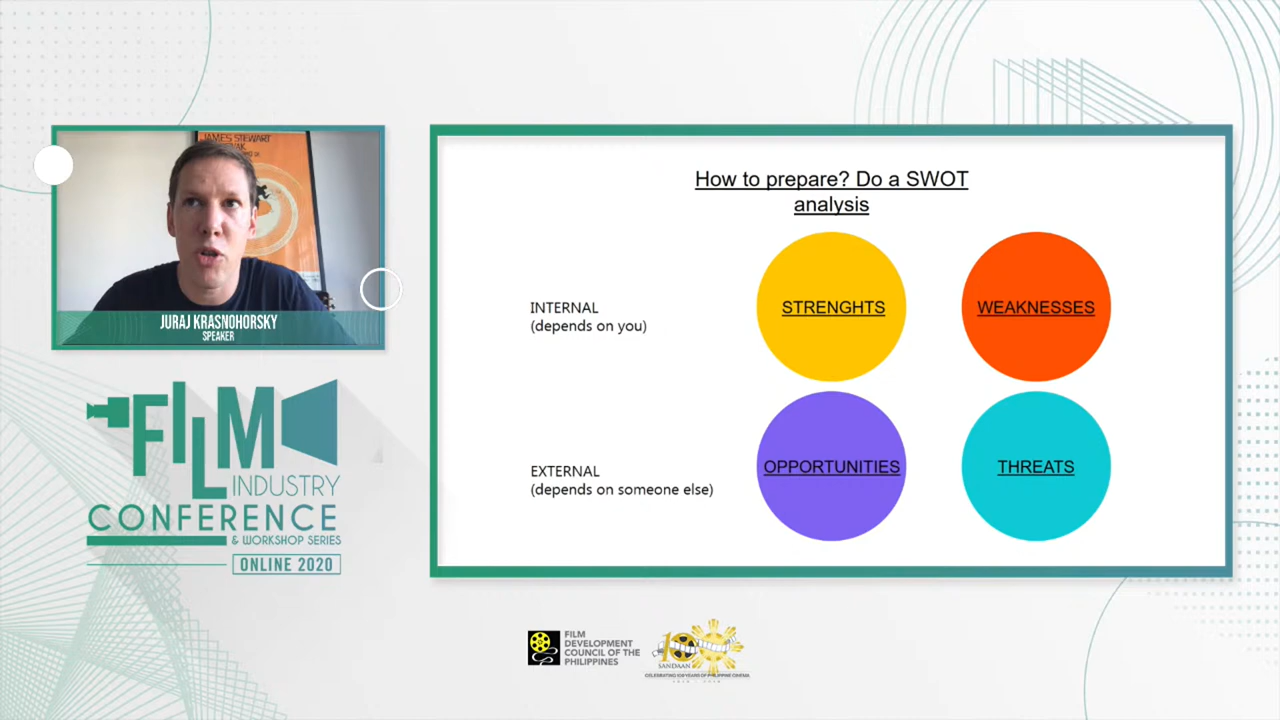 JAMES STEWART
JURAJ KRASNOHORSKY
SPEAKER
FILM
INDUSTRY
CONFERENCE
& WORKSHOP SERIES
ONLINE 2020
How to prepare? Do a SWOT
analysis
INTERNAL
(depends on you)
STRENGHTS
WEAKNESSES
EXTERNAL
(depends on someone else)
OPPORTUNITIES
THREATS
FILM
DEVELOPMENT
COUNCIL OF THE
PHILIPPINES
SANDAAN